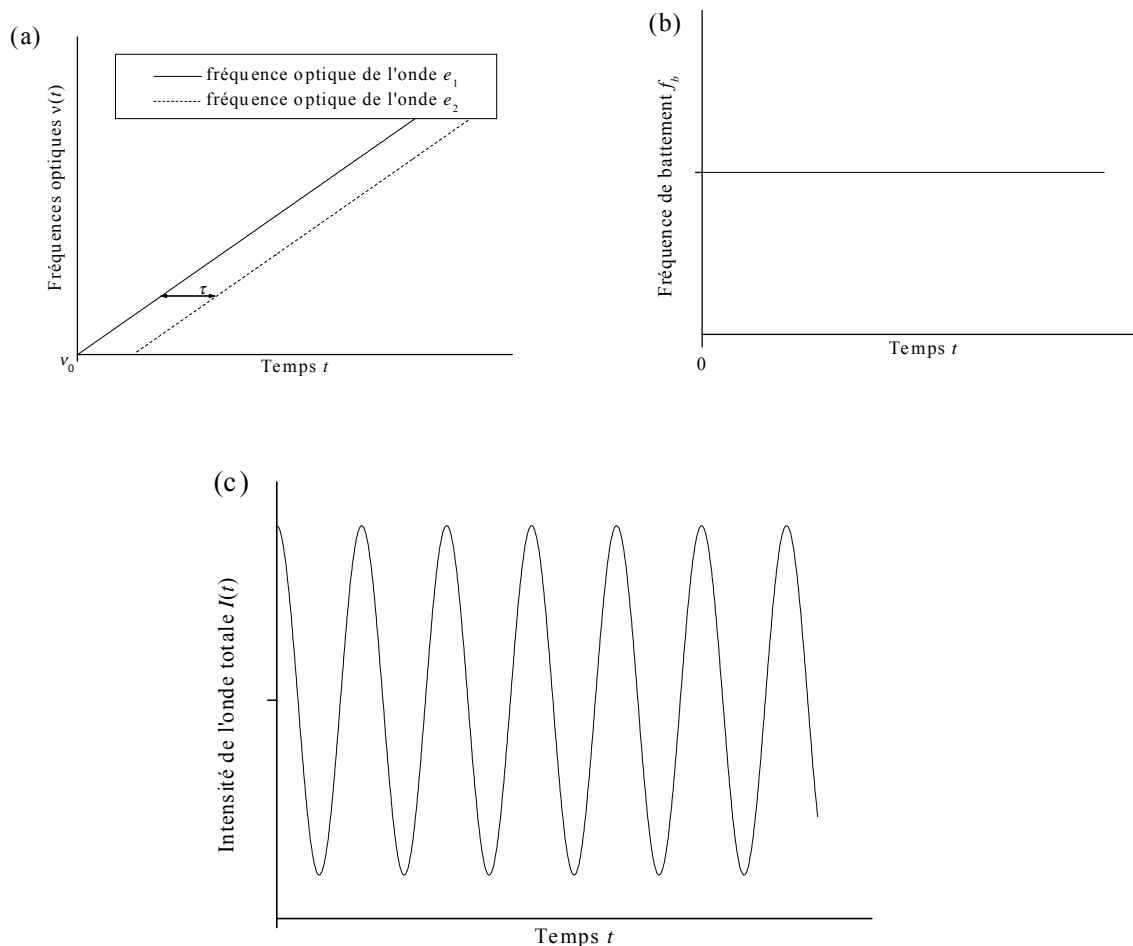 (a)
Fréquences optiques ν(t)
fréquence optique de l'onde e₁
fréquence optique de l'onde e₂
τ
ν₀
Temps t
(b)
Fréquence de battement f_b
0
Temps t
(c)
Intensité de l'onde totale I(t)
Temps t